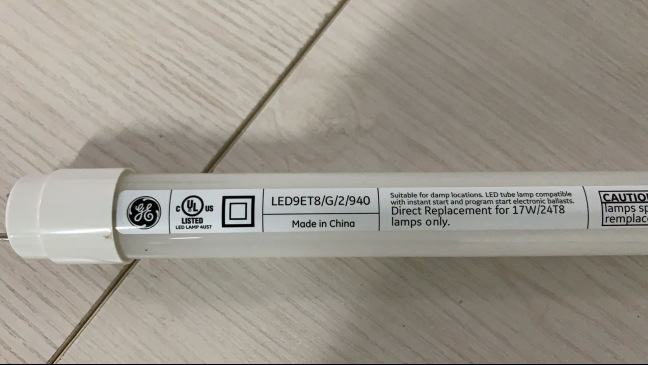 GE
C UL US
LISTED
LED LAMP 4US7
LED9ET8/G/2/940
Made in China
Suitable for damp locations. LED tube lamp compatible
with instant start and program start electronic ballasts.
Direct Replacement for 17W/24T8
lamps only.
CAUTIO
lamps sp
remplace